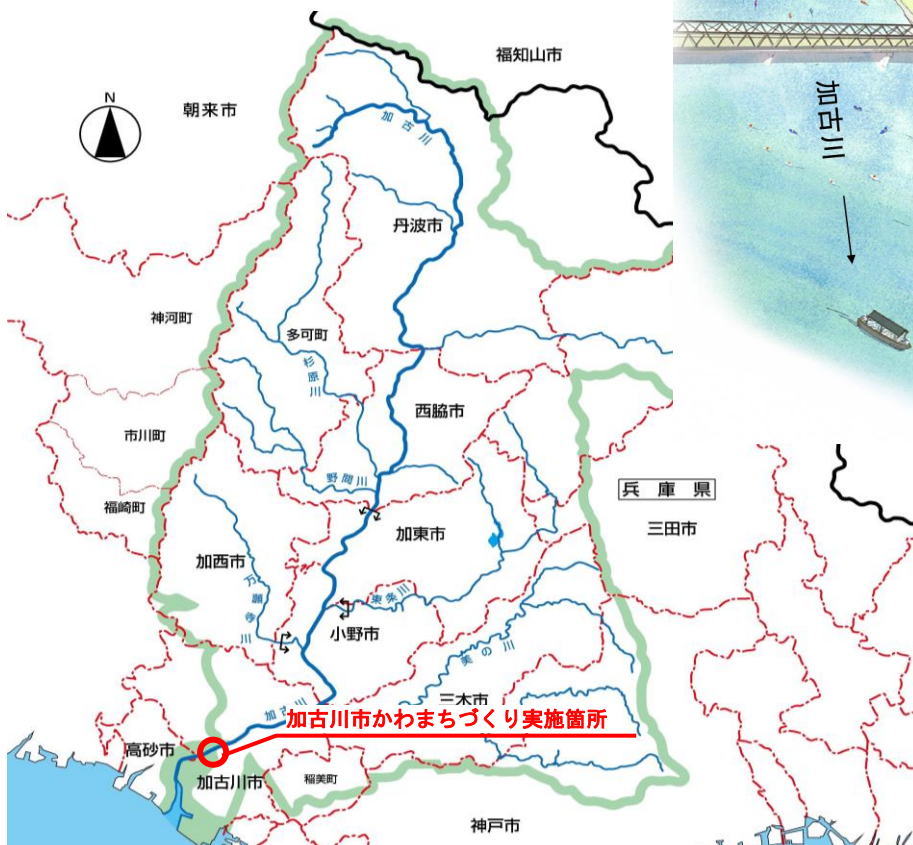 福知山市
朝来市
N
加古川
加古川
丹波市
神河町
多可町
杉原川
西脇市
市川町
野間川
兵庫県
福崎町
三田市
加東市
加西市
万願寺川
東条川
小野市
美の川
三木市
加古川
加古川市かわまちづくり実施箇所
高砂市
加古川市
稲美町
神戸市